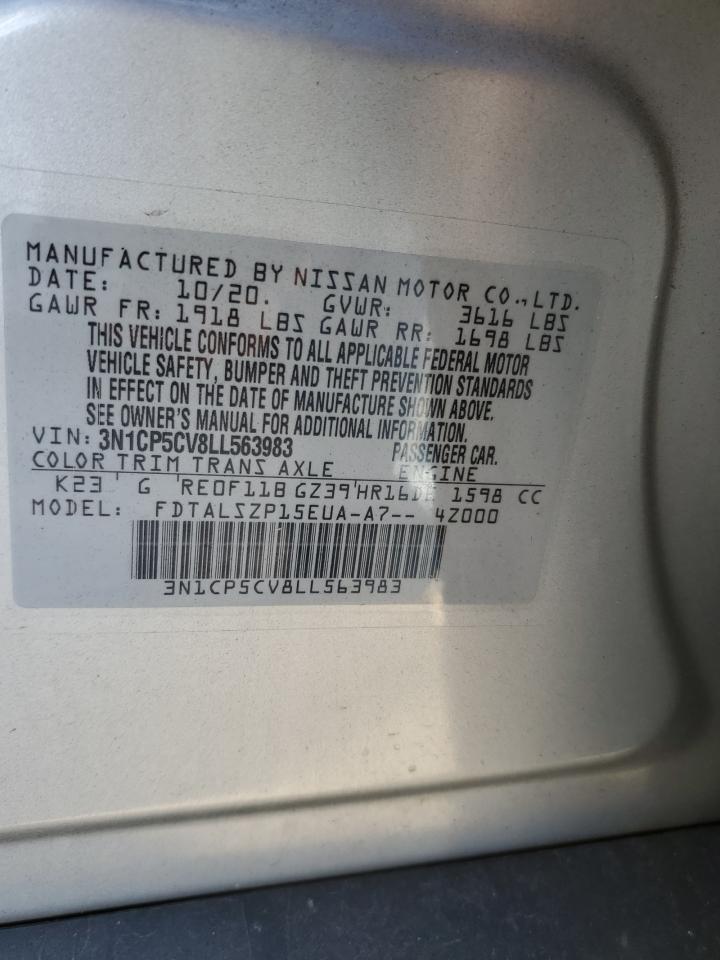 MANUFACTURED BY NISSAN MOTOR CO.,LTD.
DATE: 10/20. GVWR: 3616 LBS
GAWR FR: 1918 LBS GAWR RR: 1698 LBS
THIS VEHICLE CONFORMS TO ALL APPLICABLE FEDERAL MOTOR
VEHICLE SAFETY, BUMPER AND THEFT PREVENTION STANDARDS
IN EFFECT ON THE DATE OF MANUFACTURE SHOWN ABOVE.
SEE OWNER'S MANUAL FOR ADDITIONAL INFORMATION.
VIN: 3N1CP5CV8LL563983 PASSENGER CAR.
COLOR TRIM TRANS AXLE ENGINE
K23 G RE0F11B GZ39 HR16DE 1598 CC
MODEL: FDTALSZP15EUA-A7-- 4Z000
3N1CP5CV8LL563983